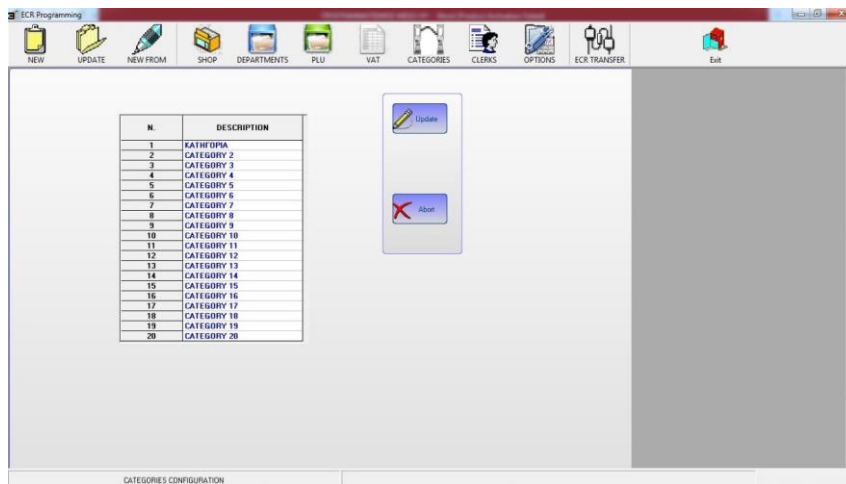 ECR Programming
NEW UPDATE NEW FROM SHOP DEPARTMENTS PLU VAT CATEGORIES CLERKS OPTIONS ECR TRANSFER Exit
N. DESCRIPTION
1 ΚΑΤΗΓΟΡΙΑ
2 CATEGORY 2
3 CATEGORY 3
4 CATEGORY 4
5 CATEGORY 5
6 CATEGORY 6
7 CATEGORY 7
8 CATEGORY 8
9 CATEGORY 9
10 CATEGORY 10
11 CATEGORY 11
12 CATEGORY 12
13 CATEGORY 13
14 CATEGORY 14
15 CATEGORY 15
16 CATEGORY 16
17 CATEGORY 17
18 CATEGORY 18
19 CATEGORY 19
20 CATEGORY 20
Update
Abort
CATEGORIES CONFIGURATION